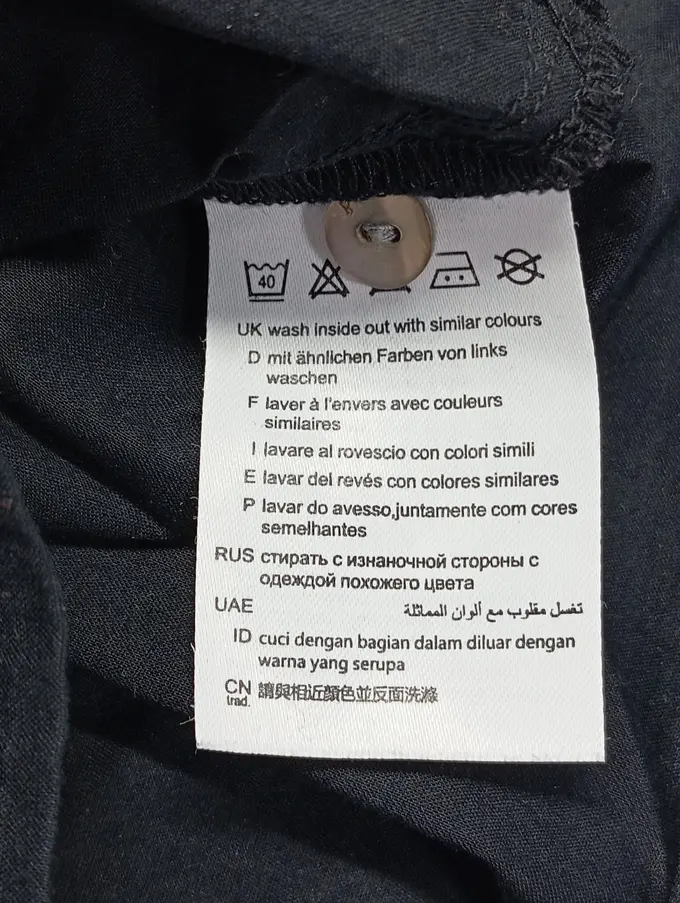 40
UK wash inside out with similar colours
D mit ähnlichen Farben von links
waschen
F laver à l'envers avec couleurs
similaires
I lavare al rovescio con colori simili
E lavar del revés con colores similares
P lavar do avesso,juntamente com cores
semelhantes
RUS стирать с изнаночной стороны с
одеждой похожего цвета
UAE تغسل مقلوب مع ألوان المماثلة
ID cuci dengan bagian dalam diluar dengan
warna yang serupa
CN 請與相近顏色並反面洗滌
trad.